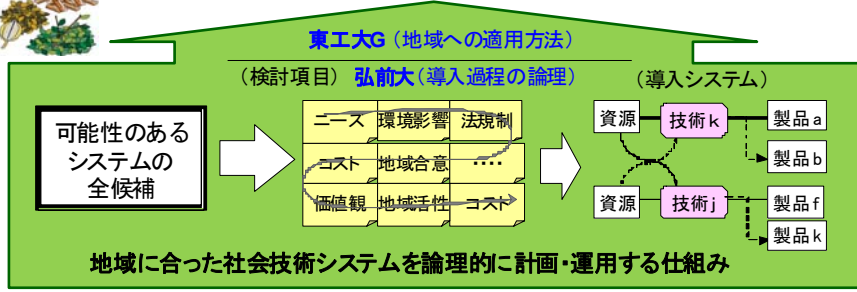 東工大G（地域への適用方法）
（検討項目）弘前大（導入過程の論理）
（導入システム）
可能性のある
システムの
全候補
ニーズ 環境影響 法規制
コスト 地域合意 ････
価値観 地域活性 コスト
資源 技術k 製品a
製品b
資源 技術j 製品f
製品k
地域に合った社会技術システムを論理的に計画・運用する仕組み